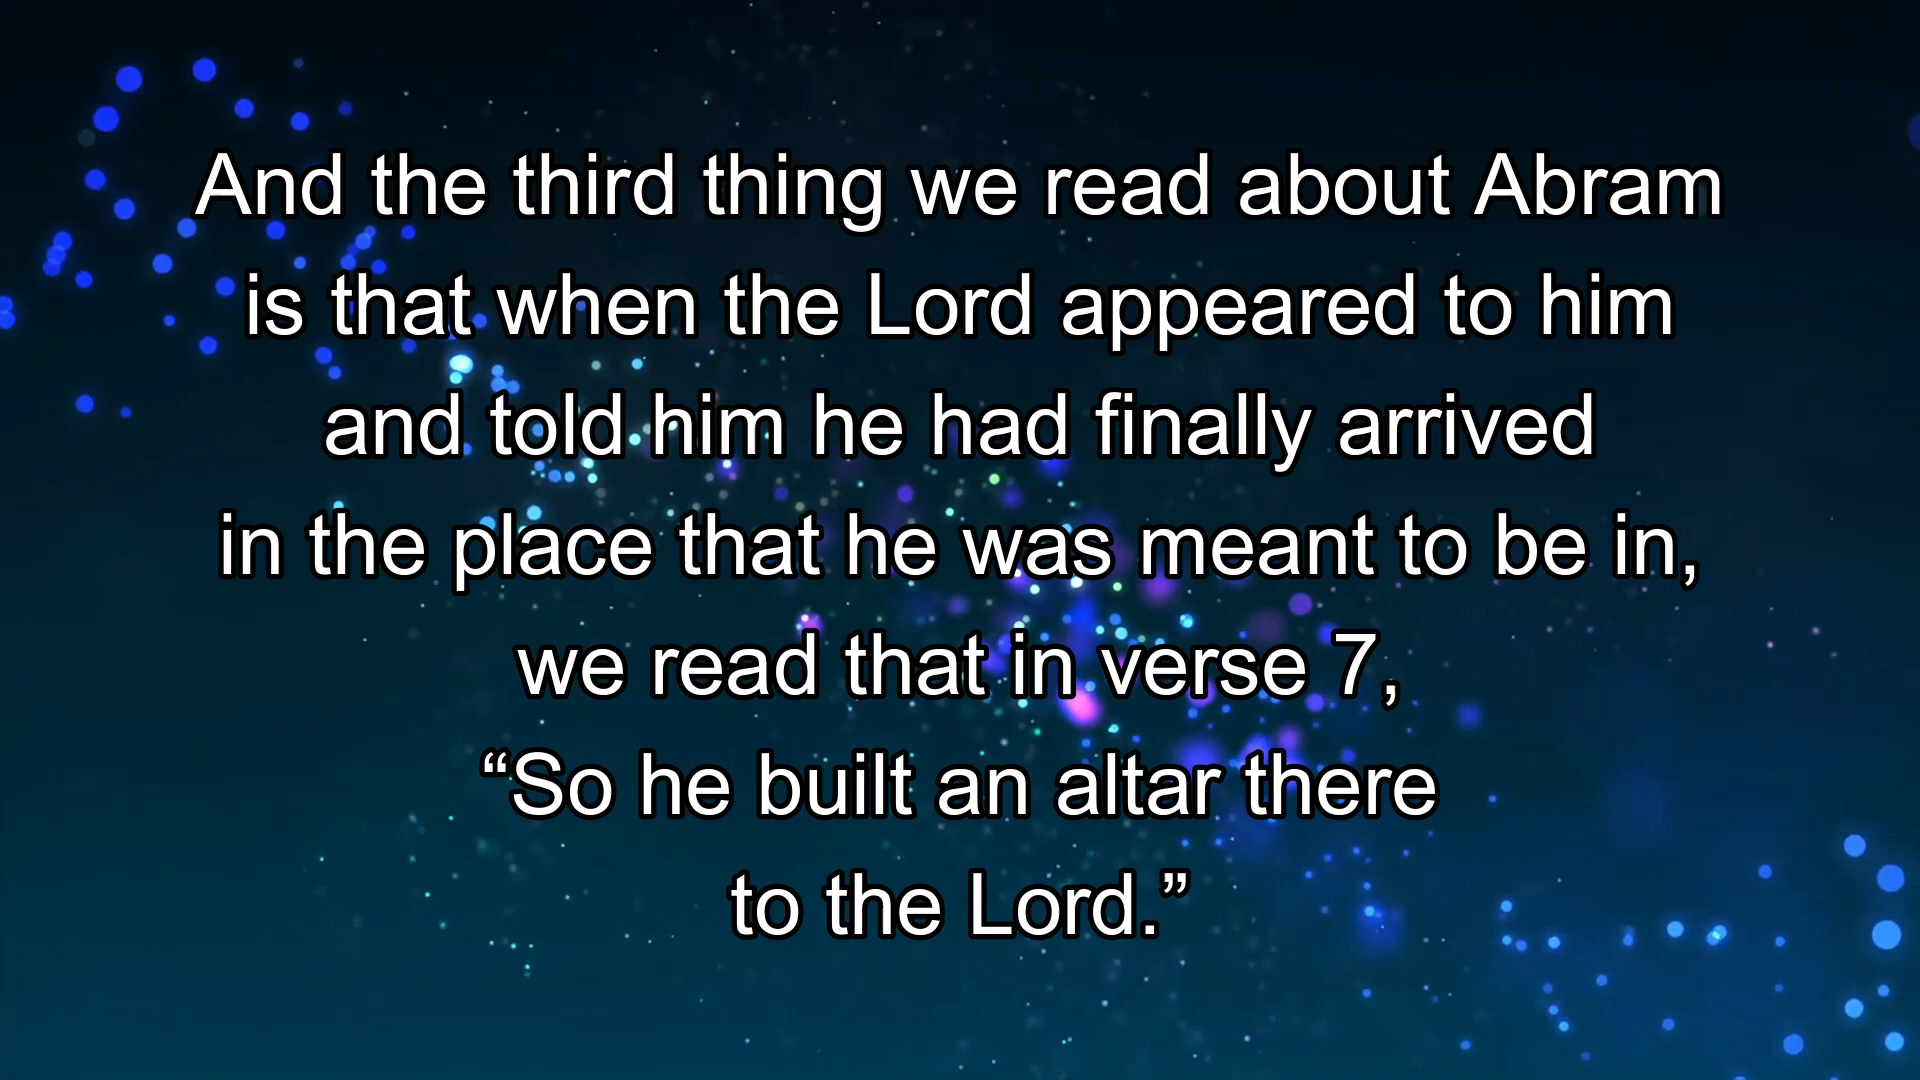 And the third thing we read about Abram
is that when the Lord appeared to him
and told him he had finally arrived
in the place that he was meant to be in,
we read that in verse 7,
“So he built an altar there
to the Lord.”